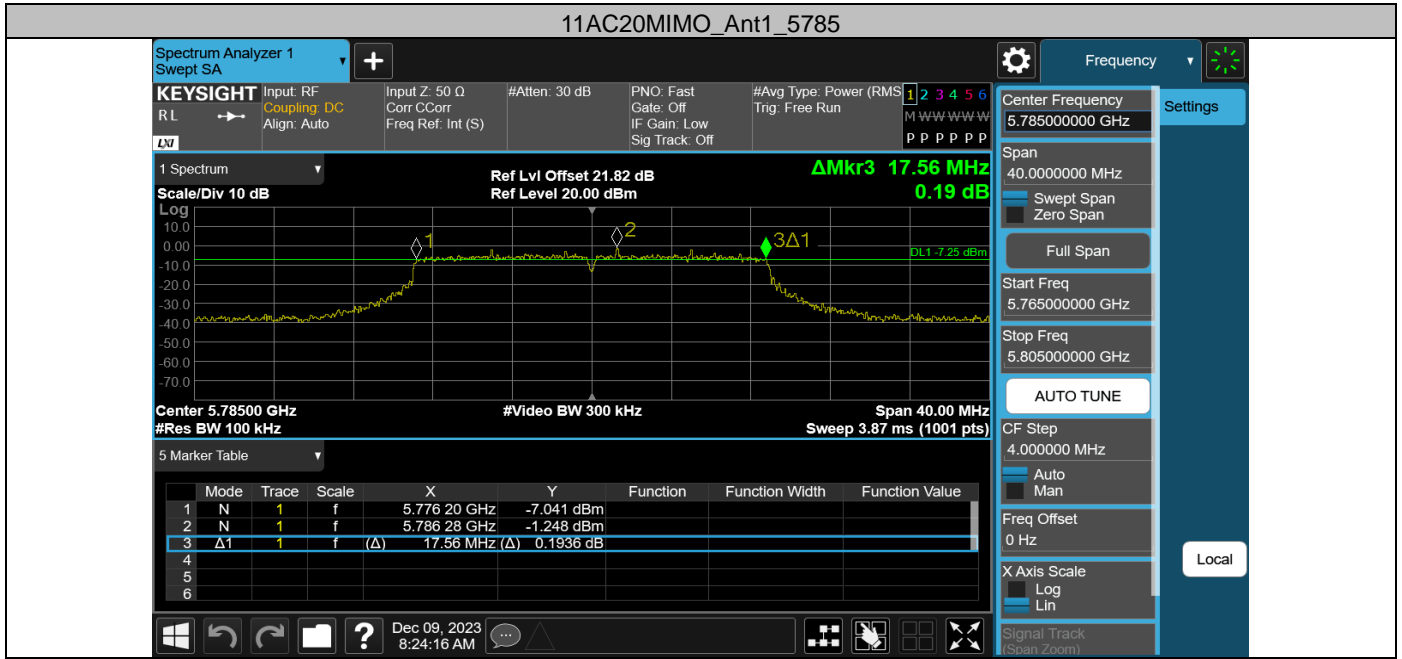 11AC20MIMO_Ant1_5785
Spectrum Analyzer 1
Swept SA
Frequency
KEYSIGHT
RL
LXI
Input: RF
Coupling: DC
Align: Auto
Input Z: 50 Ω
Corr CCorr
Freq Ref: Int (S)
#Atten: 30 dB
PNO: Fast
Gate: Off
IF Gain: Low
Sig Track: Off
#Avg Type: Power (RMS
Trig: Free Run
1 2 3 4 5 6
M W W W W W
P P P P P P
Center Frequency
5.785000000 GHz
Settings
1 Spectrum
Scale/Div 10 dB
Ref Lvl Offset 21.82 dB
Ref Level 20.00 dBm
ΔMkr3 17.56 MHz
0.19 dB
Log
10.0
0.00
-10.0
-20.0
-30.0
-40.0
-50.0
-60.0
-70.0
1
2
3Δ1
DL1 -7.25 dBm
Center 5.78500 GHz
#Res BW 100 kHz
#Video BW 300 kHz
Span 40.00 MHz
Sweep 3.87 ms (1001 pts)
Span
40.0000000 MHz
Swept Span
Zero Span
Full Span
Start Freq
5.765000000 GHz
Stop Freq
5.805000000 GHz
AUTO TUNE
CF Step
4.000000 MHz
Auto
Man
Freq Offset
0 Hz
X Axis Scale
Log
Lin
Signal Track
(Span Zoom)
Local
5 Marker Table
Mode Trace Scale X Y Function Function Width Function Value
1 N 1 f 5.776 20 GHz -7.041 dBm
2 N 1 f 5.786 28 GHz -1.248 dBm
3 Δ1 1 f (Δ) 17.56 MHz (Δ) 0.1936 dB
4
5
6
?
Dec 09, 2023
8:24:16 AM